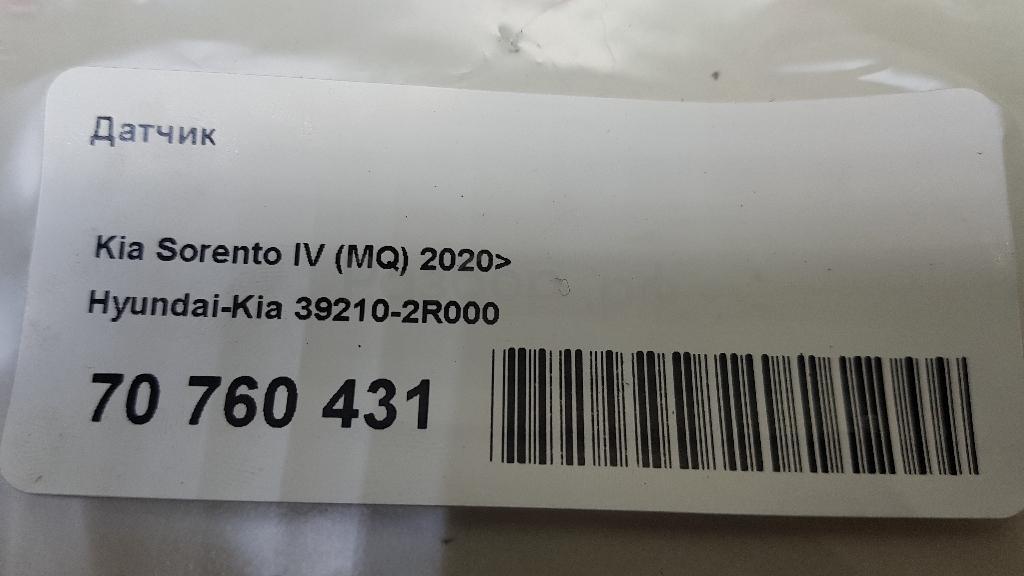 Датчик
Kia Sorento IV (MQ) 2020>
Hyundai-Kia 39210-2R000
70 760 431